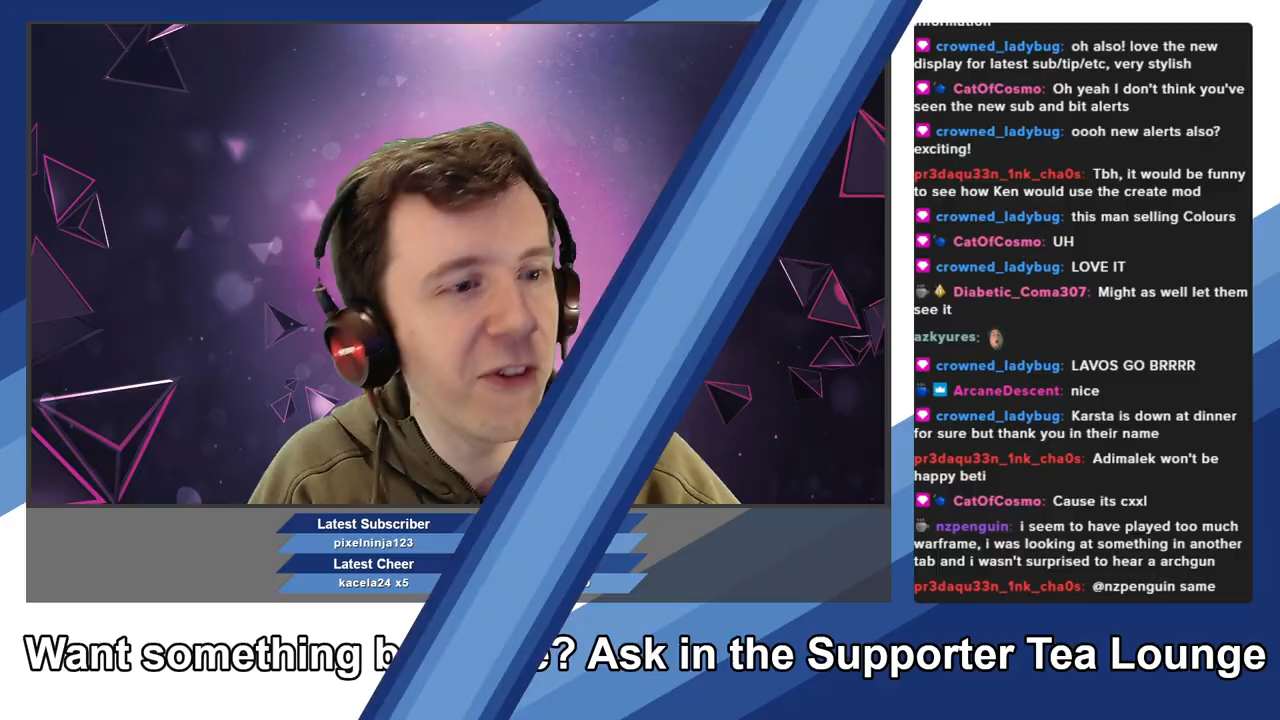 information
crowned_ladybug: oh also! love the new
display for latest sub/tip/etc, very stylish
CatOfCosmo: Oh yeah I don't think you've
seen the new sub and bit alerts
crowned_ladybug: oooh new alerts also?
exciting!
pr3daqu33n_1nk_cha0s: Tbh, it would be funny
to see how Ken would use the create mod
crowned_ladybug: this man selling Colours
CatOfCosmo: UH
crowned_ladybug: LOVE IT
Diabetic_Coma307: Might as well let them
see it
azkyures:
crowned_ladybug: LAVOS GO BRRRR
ArcaneDescent: nice
crowned_ladybug: Karsta is down at dinner
for sure but thank you in their name
pr3daqu33n_1nk_cha0s: Adimalek won't be
happy beti
CatOfCosmo: Cause its cxxl
nzpenguin: i seem to have played too much
warframe, i was looking at something in another
tab and i wasn't surprised to hear a archgun
pr3daqu33n_1nk_cha0s: @nzpenguin same
Latest Subscriber
pixelninja123
Latest Cheer
kacela24 x5
Want something b ? Ask in the Supporter Tea Lounge